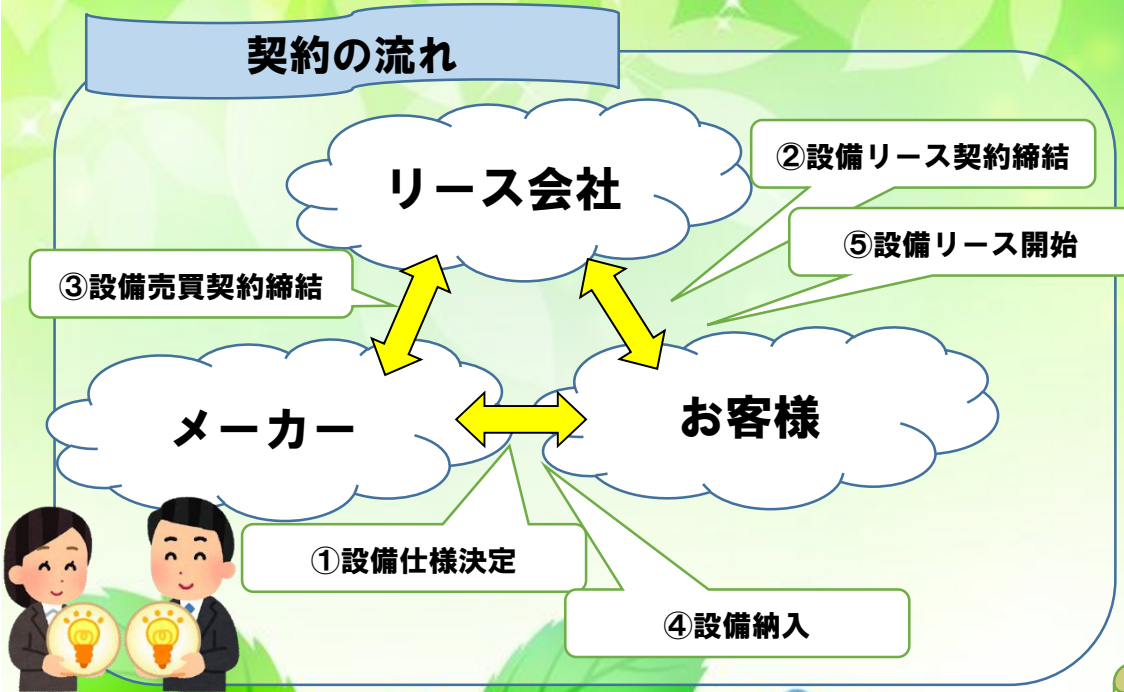 契約の流れ
リース会社
②設備リース契約締結
⑤設備リース開始
③設備売買契約締結
メーカー
お客様
①設備仕様決定
④設備納入